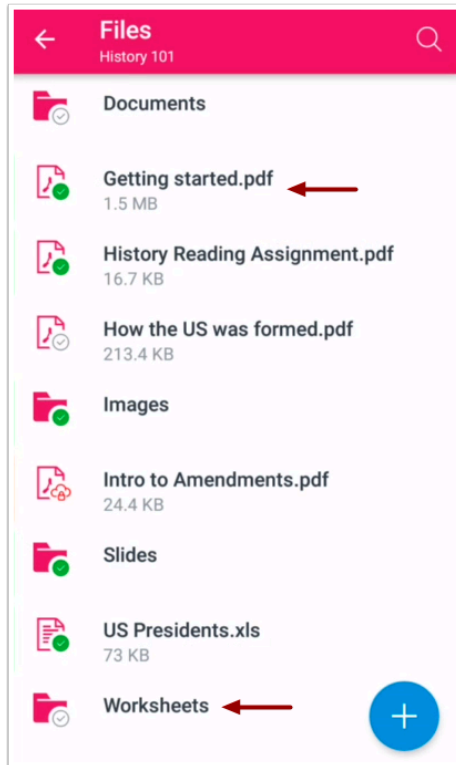 Files
History 101
Documents
Getting started.pdf
1.5 MB
History Reading Assignment.pdf
16.7 KB
How the US was formed.pdf
213.4 KB
Images
Intro to Amendments.pdf
24.4 KB
Slides
US Presidents.xls
73 KB
Worksheets